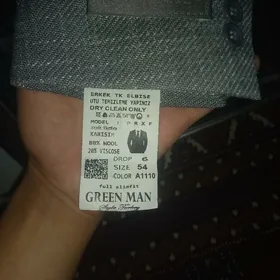 ERKEK TK ELBISE
UTU.TEMIZLEME YAPINIZ
DRY CLEAN ONLY
MODEL
KARISIM
80% WOOL
20% VISCOSE
DROP 6
SIZE 54
COLOR A1110
full slimfit
GREEN MAN